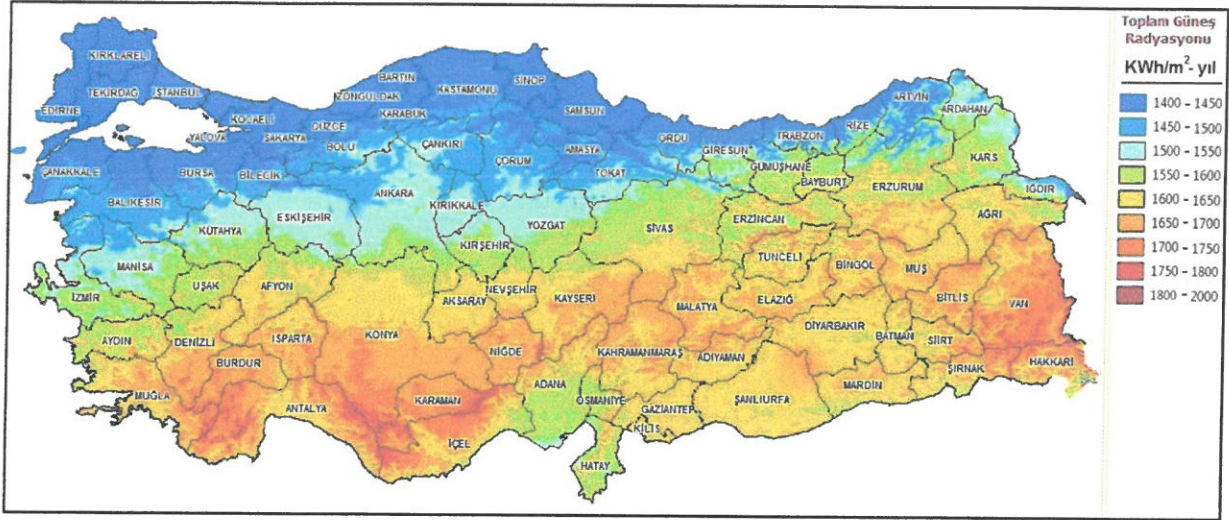 Toplam Güneş
Radyasyonu
KWh/m²- yıl
1400 - 1450
1450 - 1500
1500 - 1550
1550 - 1600
1600 - 1650
1650 - 1700
1700 - 1750
1750 - 1800
1800 - 2000
KIRKLARELİ
TEKİRDAĞ
İSTANBUL
EDİRNE
KOCAELİ
YALOVA
SAKARYA
DÜZCE
ZONGULDAK
BARTIN
KARABÜK
KASTAMONU
SİNOP
SAMSUN
BOLU
ÇANKIRI
ÇORUM
AMASYA
TOKAT
ORDU
GİRESUN
TRABZON
RİZE
ARTVİN
ARDAHAN
GÜMÜŞHANE
BAYBURT
ERZURUM
KARS
IĞDIR
AĞRI
ÇANAKKALE
BURSA
BİLECİK
BALIKESİR
KÜTAHYA
ESKİŞEHİR
ANKARA
KIRIKKALE
KIRŞEHİR
YOZGAT
SİVAS
ERZİNCAN
TUNCELİ
BİNGÖL
MUŞ
BİTLİS
VAN
MANİSA
İZMİR
UŞAK
AFYON
AKSARAY
NEVŞEHİR
KAYSERİ
MALATYA
ELAZIĞ
DİYARBAKIR
BATMAN
SİİRT
ŞIRNAK
HAKKARİ
AYDIN
DENİZLİ
ISPARTA
BURDUR
KONYA
NİĞDE
KAHRAMANMARAŞ
ADIYAMAN
MARDİN
ŞANLIURFA
MUĞLA
ANTALYA
KARAMAN
İÇEL
ADANA
OSMANİYE
GAZİANTEP
KİLİS
HATAY